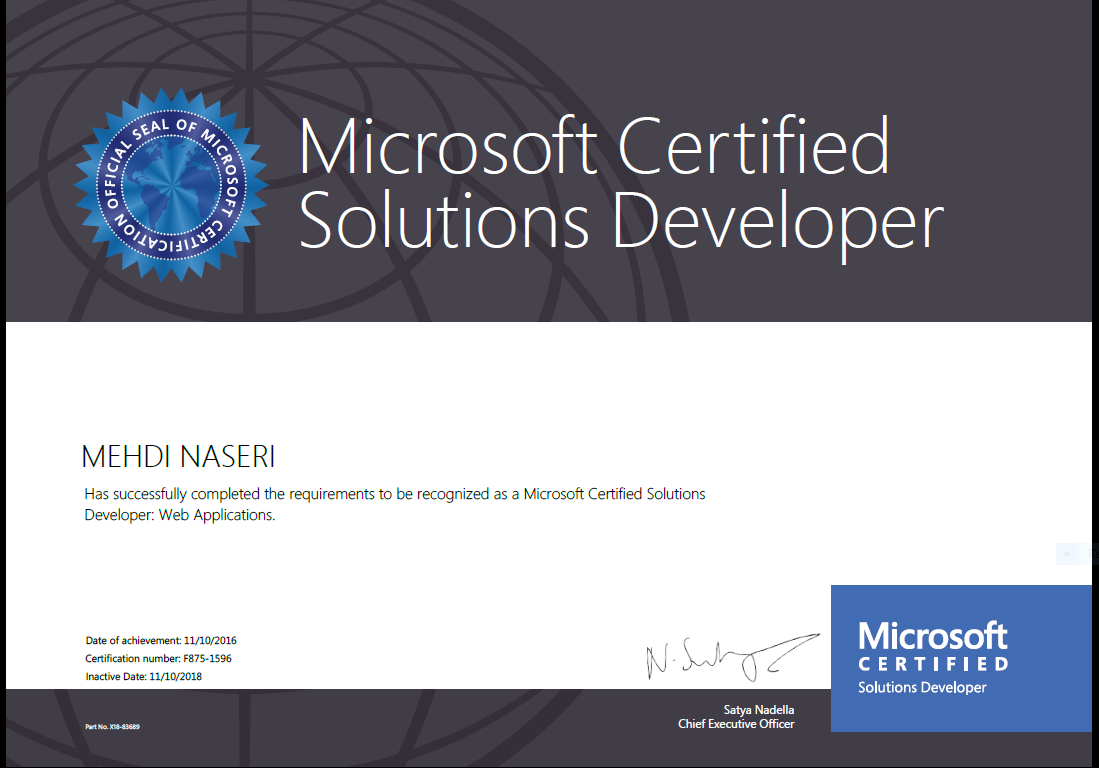 OFFICIAL SEAL OF MICROSOFT CERTIFICATION
Microsoft Certified
Solutions Developer
MEHDI NASERI
Has successfully completed the requirements to be recognized as a Microsoft Certified Solutions
Developer: Web Applications.
Date of achievement: 11/10/2016
Certification number: F875-1596
Inactive Date: 11/10/2018
N. Satya
Satya Nadella
Chief Executive Officer
Part No. X18-83689
Microsoft
CERTIFIED
Solutions Developer